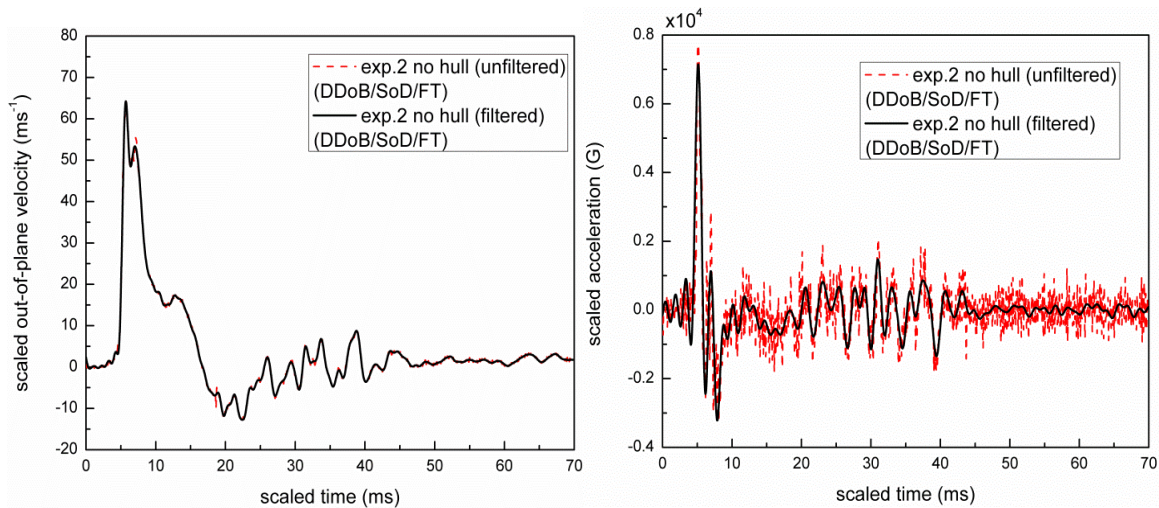 80
70
60
50
40
30
20
10
0
-10
-20
scaled out-of-plane velocity (ms-1)
exp.2 no hull (unfiltered)
(DDoB/SoD/FT)
exp.2 no hull (filtered)
(DDoB/SoD/FT)
0 10 20 30 40 50 60 70
scaled time (ms)
x10⁴
0.8
0.6
0.4
0.2
0.0
-0.2
-0.4
scaled acceleration (G)
exp.2 no hull (unfiltered)
(DDoB/SoD/FT)
exp.2 no hull (filtered)
(DDoB/SoD/FT)
0 10 20 30 40 50 60 70
scaled time (ms)